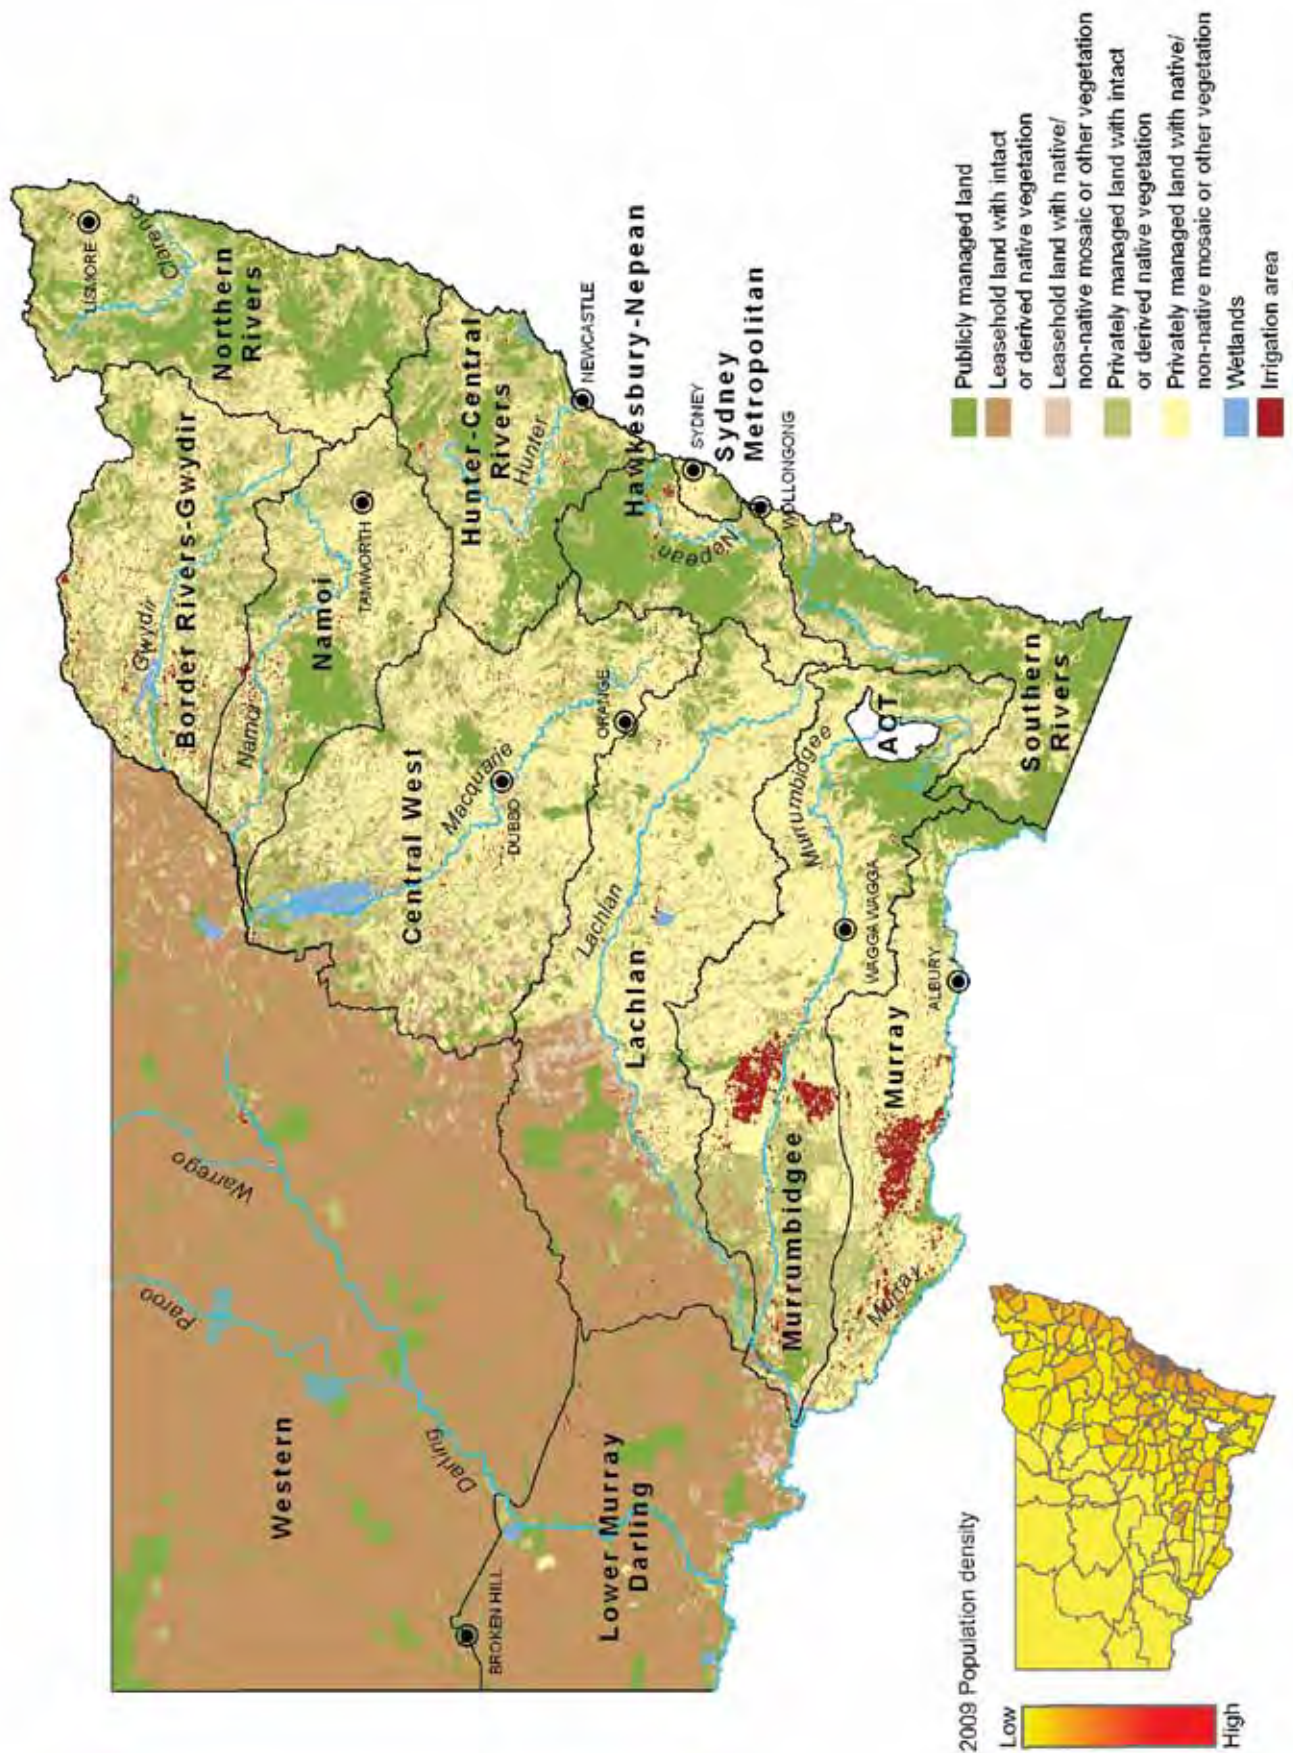 LISMORE
Clarence
Northern
Rivers
Border Rivers-Gwydir
Gwydir
Namoi
Namoi
TAMWORTH
Hunter-Central
Rivers
Hunter
NEWCASTLE
Hawkesbury-Nepean
Nepean
SYDNEY
Sydney
Metropolitan
WOLLONGONG
Central West
Macquarie
DUBBO
ORANGE
Western
Paroo
Warrego
Darling
BROKEN HILL
Lower Murray
Darling
Lachlan
Lachlan
Murrumbidgee
Murrumbidgee
WAGGA WAGGA
ACT
Southern
Rivers
Murray
Murray
ALBURY
2009 Population density
Low
High
Publicly managed land
Leasehold land with intact
or derived native vegetation
Leasehold land with native/
non-native mosaic or other vegetation
Privately managed land with intact
or derived native vegetation
Privately managed land with native/
non-native mosaic or other vegetation
Wetlands
Irrigation area